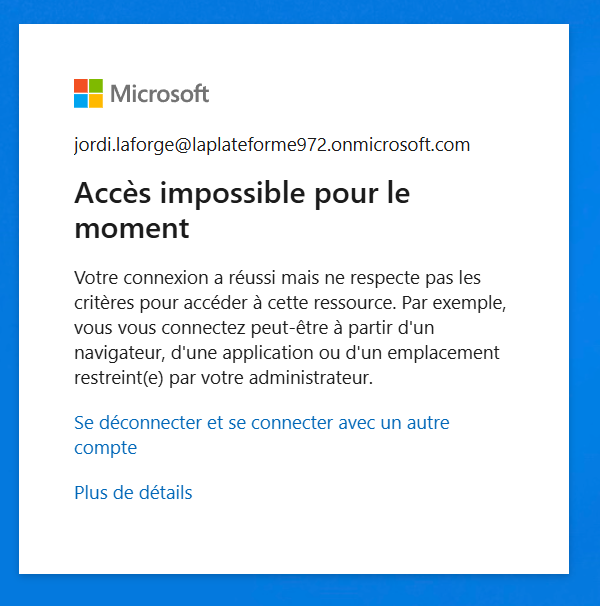 Microsoft
jordi.laforge@laplateforme972.onmicrosoft.com
Accès impossible pour le
moment
Votre connexion a réussi mais ne respecte pas les
critères pour accéder à cette ressource. Par exemple,
vous vous connectez peut-être à partir d'un
navigateur, d'une application ou d'un emplacement
restreint(e) par votre administrateur.
Se déconnecter et se connecter avec un autre
compte
Plus de détails